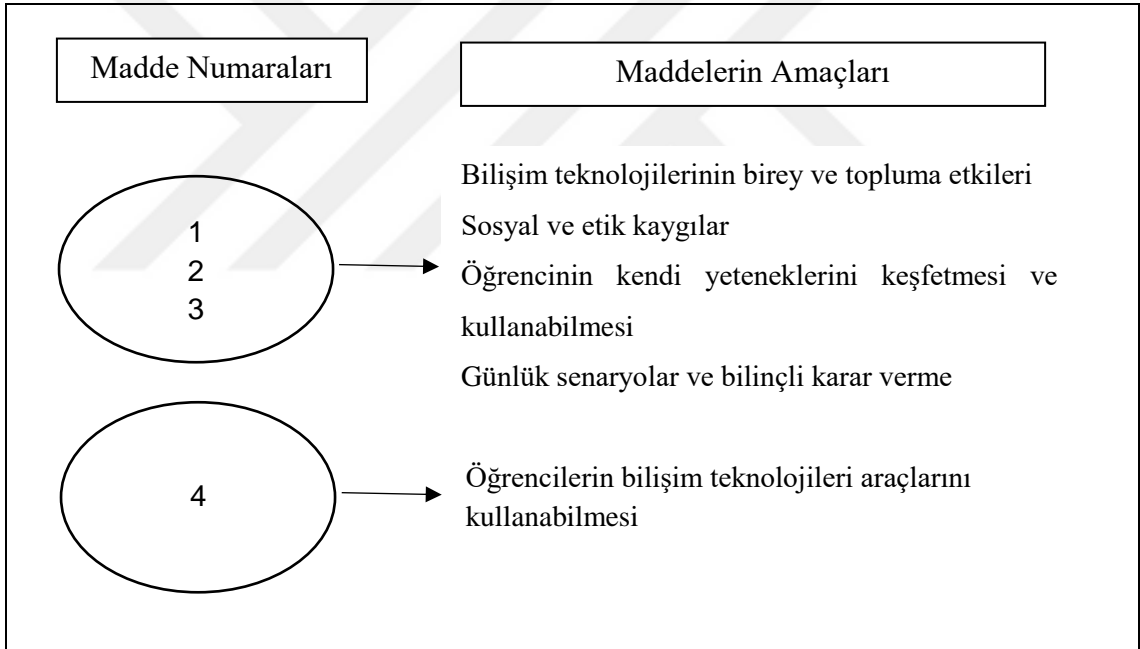 Madde Numaraları
Maddelerin Amaçları
1
2
3
Bilişim teknolojilerinin birey ve topluma etkileri
Sosyal ve etik kaygılar
Öğrencinin kendi yeteneklerini keşfetmesi ve
kullanabilmesi
Günlük senaryolar ve bilinçli karar verme
4
Öğrencilerin bilişim teknolojileri araçlarını
kullanabilmesi